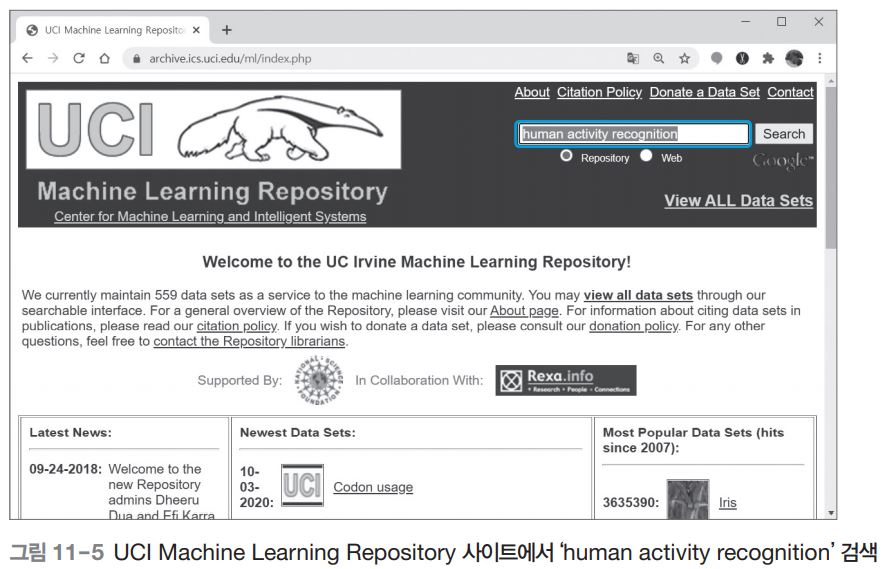 UCI Machine Learning Reposito
archive.ics.uci.edu/ml/index.php
UCI
Machine Learning Repository
Center for Machine Learning and Intelligent Systems
About Citation Policy Donate a Data Set Contact
human activity recognition Search
Repository Web Google™
View ALL Data Sets
Welcome to the UC Irvine Machine Learning Repository!
We currently maintain 559 data sets as a service to the machine learning community. You may view all data sets through our
searchable interface. For a general overview of the Repository, please visit our About page. For information about citing data sets in
publications, please read our citation policy. If you wish to donate a data set, please consult our donation policy. For any other
questions, feel free to contact the Repository librarians.
Supported By: NATIONAL SCIENCE FOUNDATION In Collaboration With: Rexa.info
Research People Connections
Latest News:
09-24-2018: Welcome to the
new Repository
admins Dheeru
Dua and Efi Karra
Newest Data Sets:
10-
03-
2020:
UCI
Codon usage
Most Popular Data Sets (hits
since 2007):
3635390: Iris
그림 11-5 UCI Machine Learning Repository 사이트에서 ‘human activity recognition’ 검색